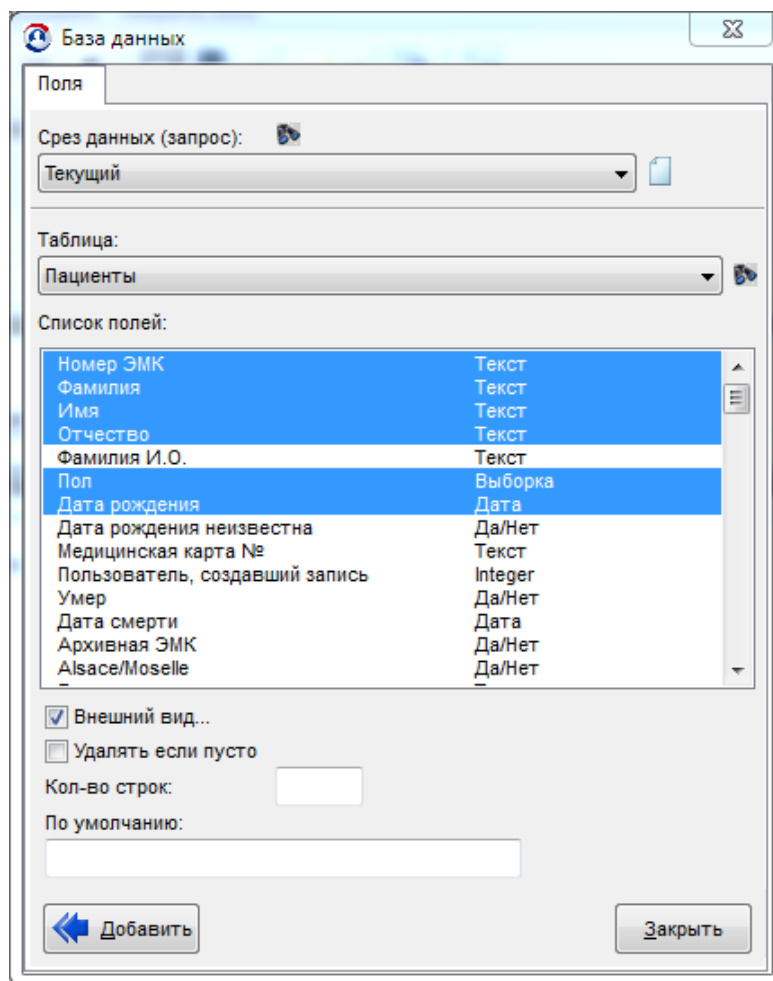 База данных
Поля
Срез данных (запрос):
Текущий
Таблица:
Пациенты
Список полей:
Номер ЭМК Текст
Фамилия Текст
Имя Текст
Отчество Текст
Фамилия И.О. Текст
Пол Выборка
Дата рождения Дата
Дата рождения неизвестна Да/Нет
Медицинская карта № Текст
Пользователь, создавший запись Integer
Умер Да/Нет
Дата смерти Дата
Архивная ЭМК Да/Нет
Alsace/Moselle Да/Нет
Внешний вид...
Удалять если пусто
Кол-во строк:
По умолчанию:
Добавить Закрыть